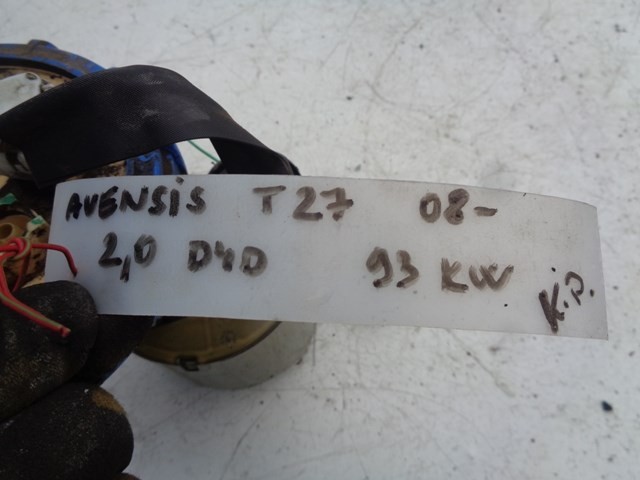 AVENSiS T27 08-
2,0 D4D 93 KW
K.D.